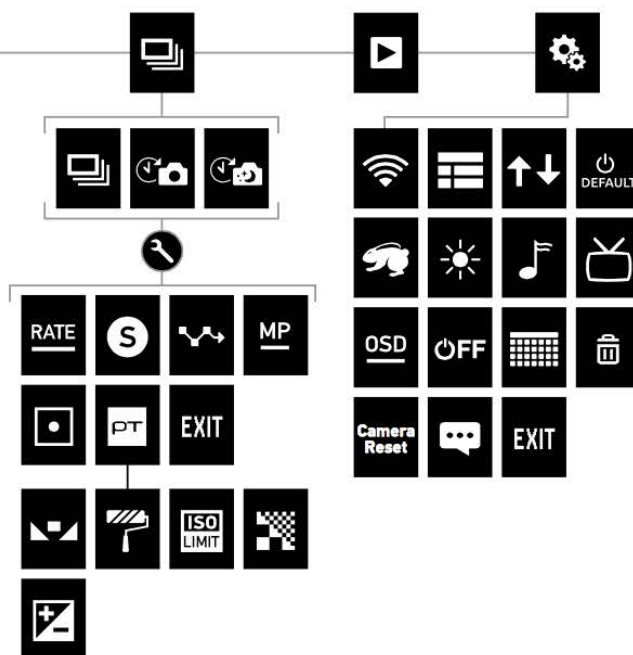 DEFAULT
RATE
S
MP
OSD
OFF
PT
EXIT
Camera
Reset
EXIT
ISO
LIMIT